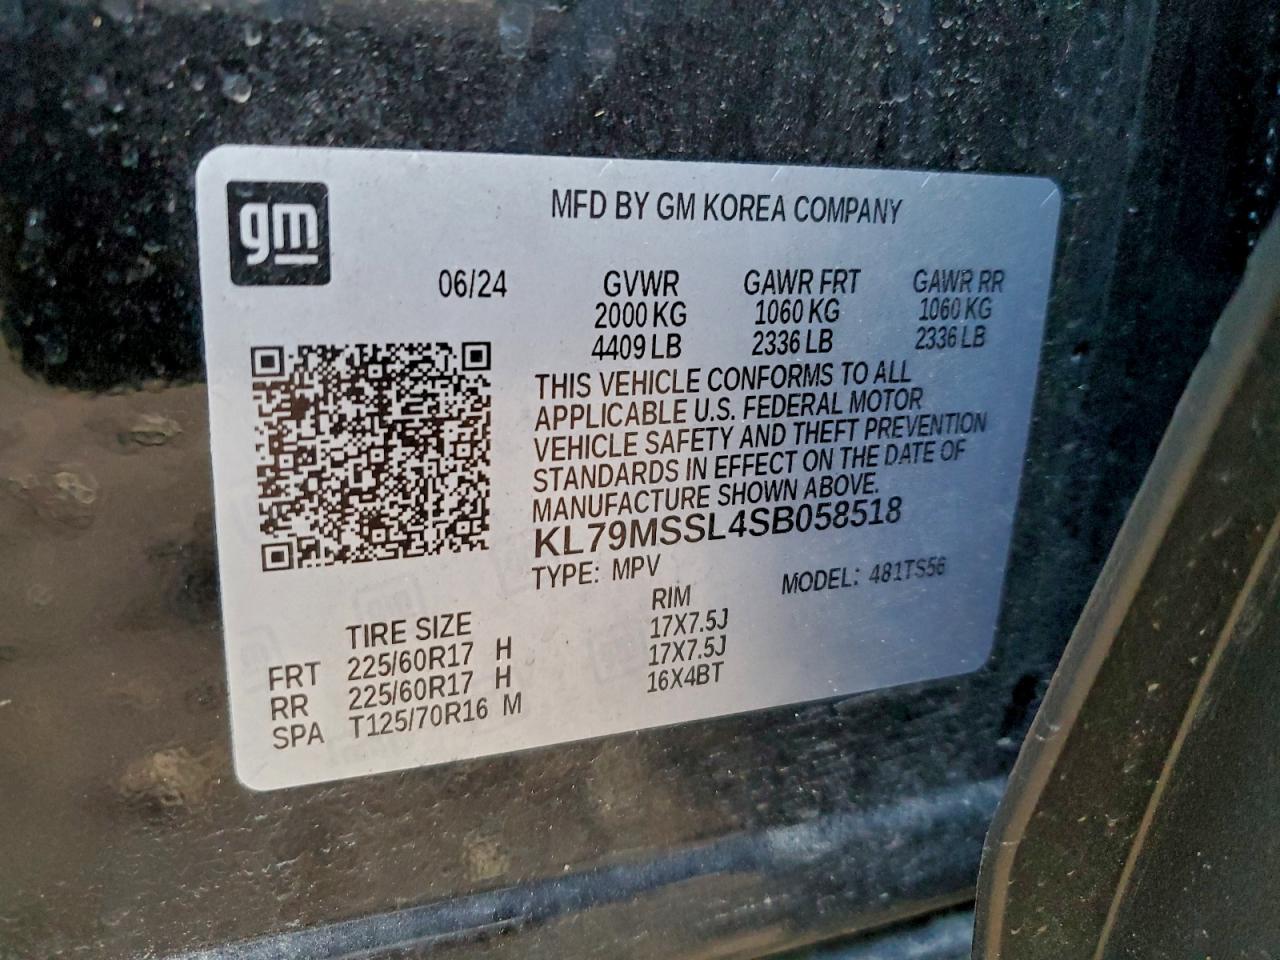 gm
MFD BY GM KOREA COMPANY
06/24 GVWR GAWR FRT GAWR RR
2000 KG 1060 KG 1060 KG
4409 LB 2336 LB 2336 LB
THIS VEHICLE CONFORMS TO ALL
APPLICABLE U.S. FEDERAL MOTOR
VEHICLE SAFETY AND THEFT PREVENTION
STANDARDS IN EFFECT ON THE DATE OF
MANUFACTURE SHOWN ABOVE.
KL79MSSL4SB058518
TYPE: MPV MODEL: 481TS56
TIRE SIZE RIM
FRT 225/60R17 H 17X7.5J
RR 225/60R17 H 17X7.5J
SPA T125/70R16 M 16X4BT